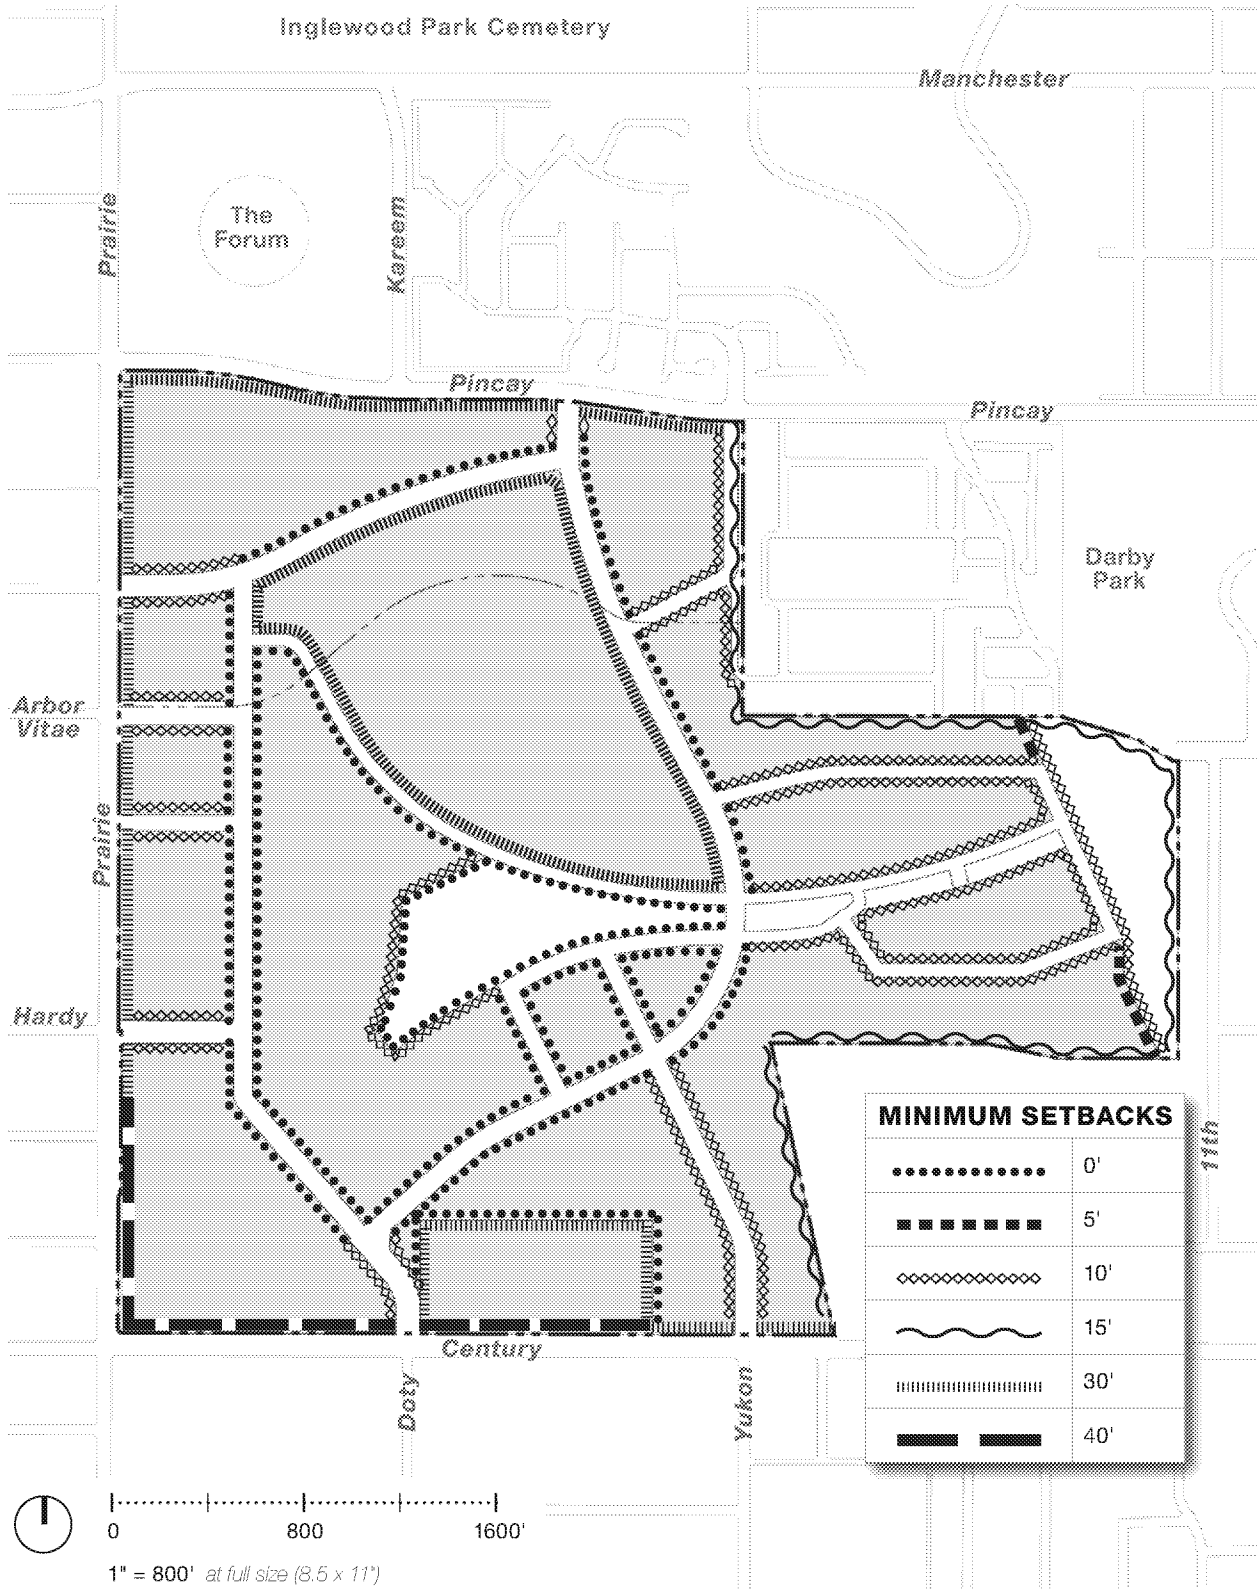 Inglewood Park Cemetery
Manchester
Prairie
The
Forum
Kareem
Pincay
Pincay
Darby
Park
Arbor
Vitae
Prairie
Hardy
MINIMUM SETBACKS
0'
5'
10'
15'
30'
40'
11th
Century
Doty
Yukon
0 800 1600'
1" = 800' at full size (8.5 x 11")